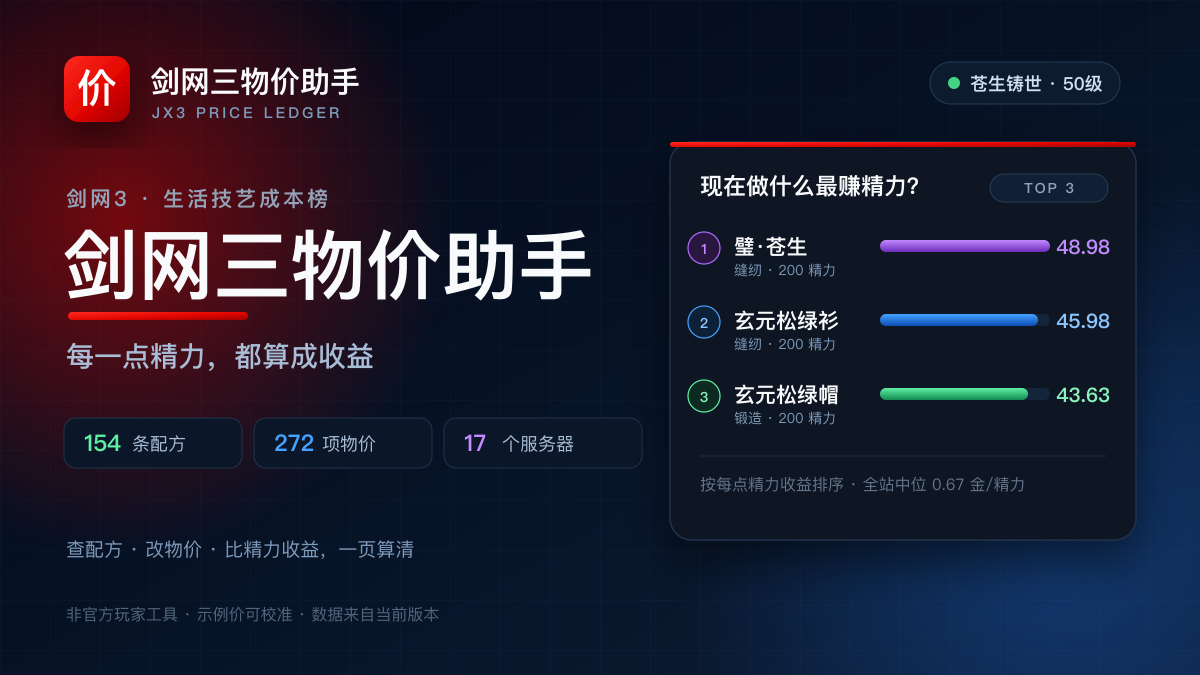 价
剑网三物价助手
JX3 PRICE LEDGER
苍生铸世 · 50级
剑网3 · 生活技艺成本榜
剑网三物价助手
每一点精力，都算成收益
154 条配方
272 项物价
17 个服务器
查配方 · 改物价 · 比精力收益，一页算清
非官方玩家工具 · 示例价可校准 · 数据来自当前版本
现在做什么最赚精力?
TOP 3
1 璧·苍生 48.98
缝纫 · 200 精力
2 玄元松绿衫 45.98
缝纫 · 200 精力
3 玄元松绿帽 43.63
锻造 · 200 精力
按每点精力收益排序 · 全站中位 0.67 金/精力